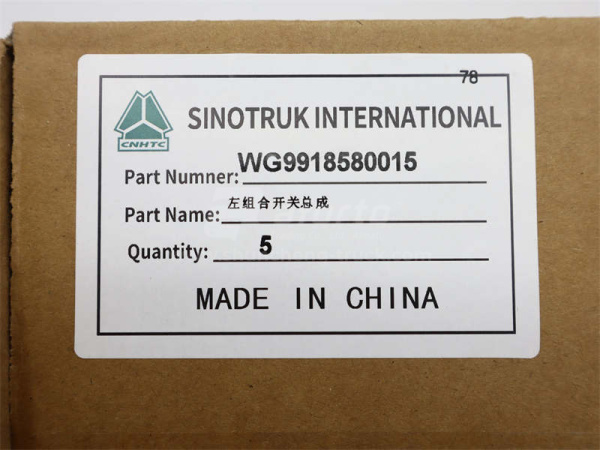 78
CNHTC
SINOTRUK INTERNATIONAL
Part Numner: WG9918580015
Part Name: 左组合开关总成
Quantity: 5
MADE IN CHINA